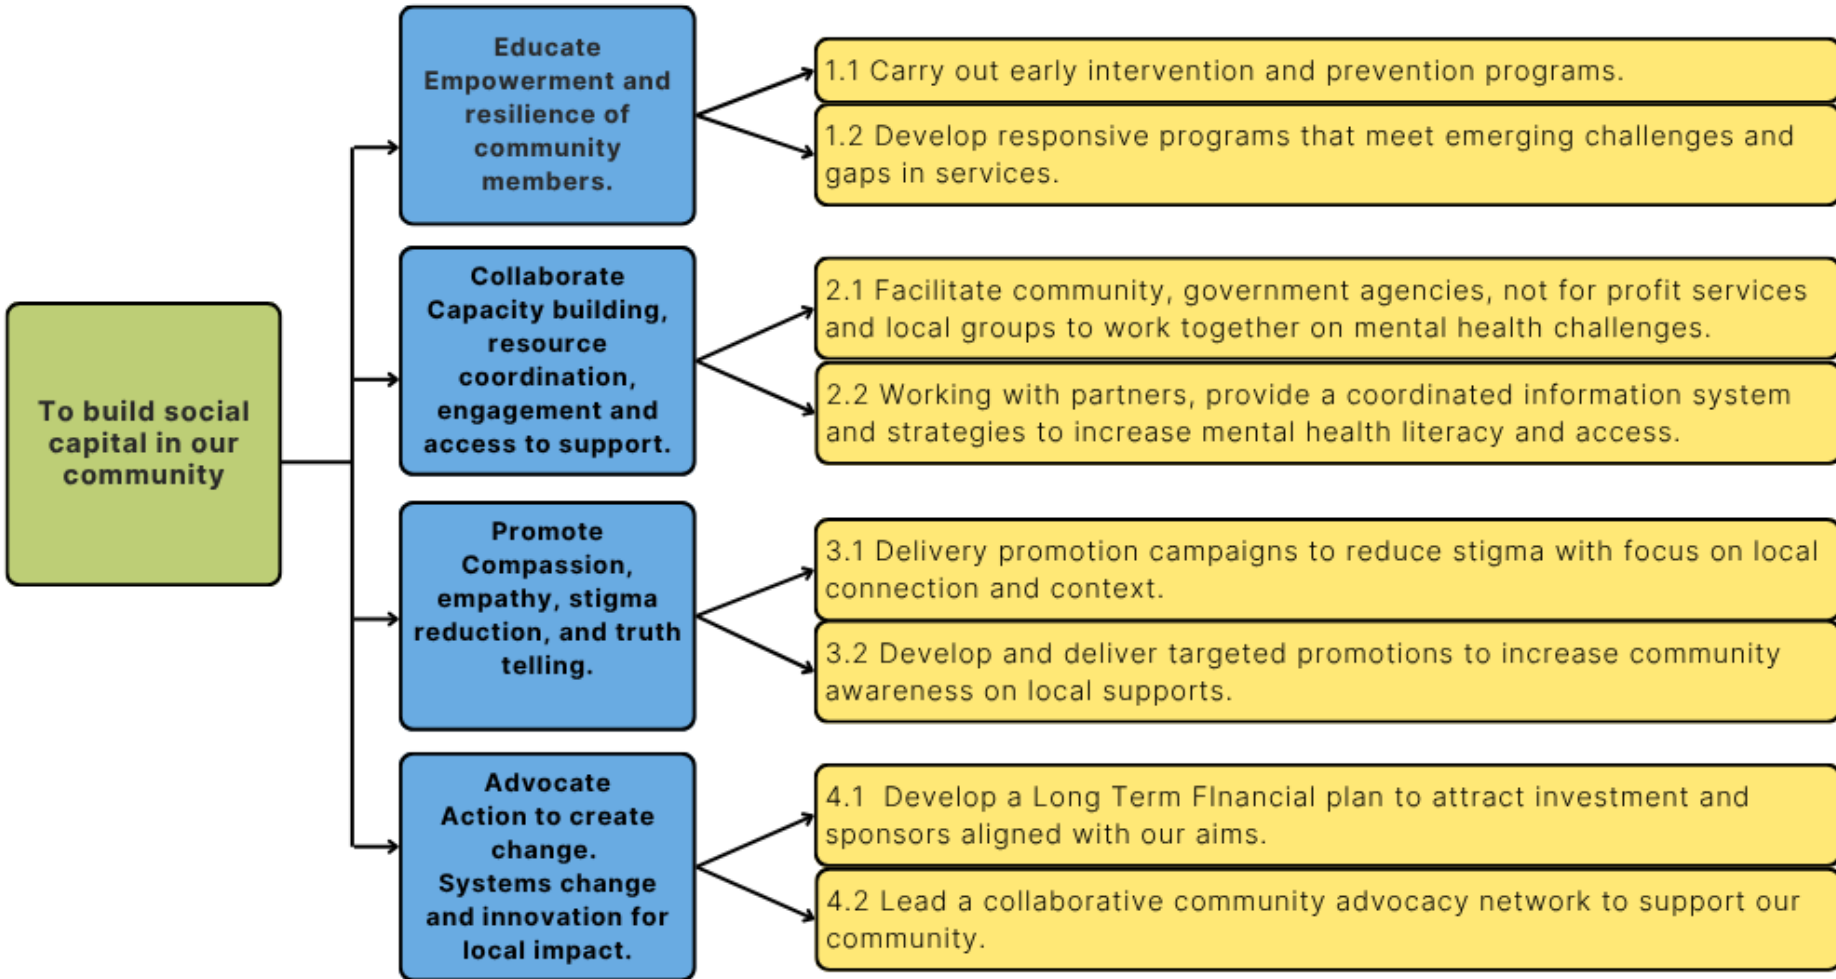 To build social
capital in our
community
Educate
Empowerment and
resilience of
community
members.
1.1 Carry out early intervention and prevention programs.
1.2 Develop responsive programs that meet emerging challenges and
gaps in services.
Collaborate
Capacity building,
resource
coordination,
engagement and
access to support.
2.1 Facilitate community, government agencies, not for profit services
and local groups to work together on mental health challenges.
2.2 Working with partners, provide a coordinated information system
and strategies to increase mental health literacy and access.
Promote
Compassion,
empathy, stigma
reduction, and truth
telling.
3.1 Delivery promotion campaigns to reduce stigma with focus on local
connection and context.
3.2 Develop and deliver targeted promotions to increase community
awareness on local supports.
Advocate
Action to create
change.
Systems change
and innovation for
local impact.
4.1 Develop a Long Term FInancial plan to attract investment and
sponsors aligned with our aims.
4.2 Lead a collaborative community advocacy network to support our
community.